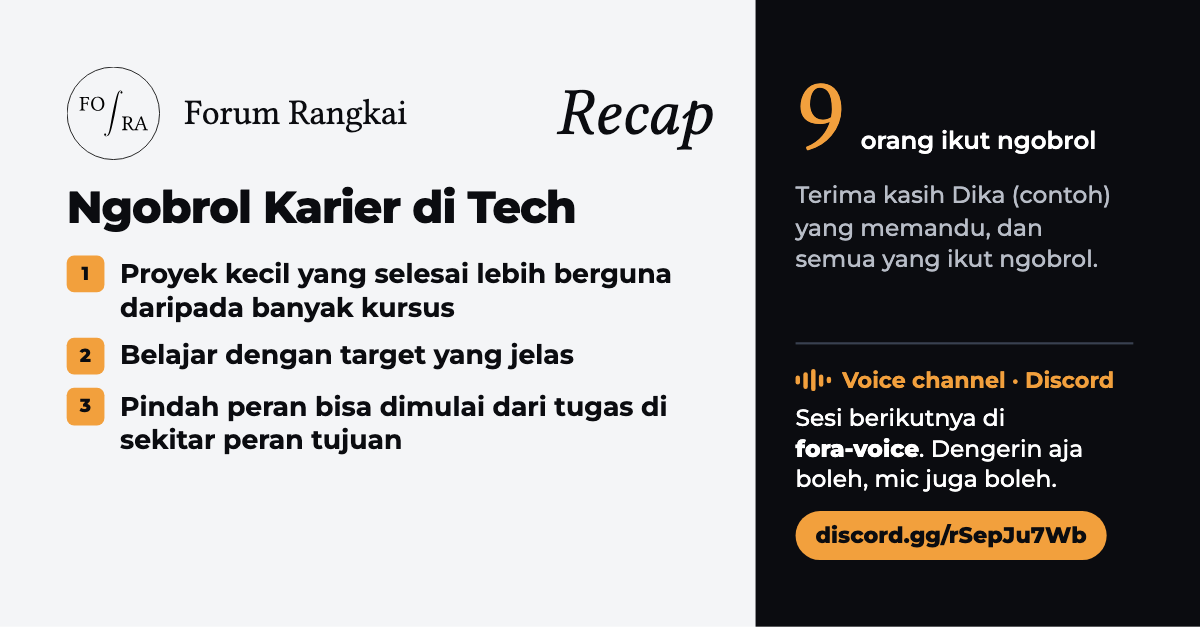 FO RA
Forum Rangkai
Recap
Ngobrol Karier di Tech
1 Proyek kecil yang selesai lebih berguna
daripada banyak kursus
2 Belajar dengan target yang jelas
3 Pindah peran bisa dimulai dari tugas di
sekitar peran tujuan
9 orang ikut ngobrol
Terima kasih Dika (contoh)
yang memandu, dan
semua yang ikut ngobrol.
Voice channel · Discord
Sesi berikutnya di
fora-voice. Dengerin aja
boleh, mic juga boleh.
discord.gg/rSepJu7Wb